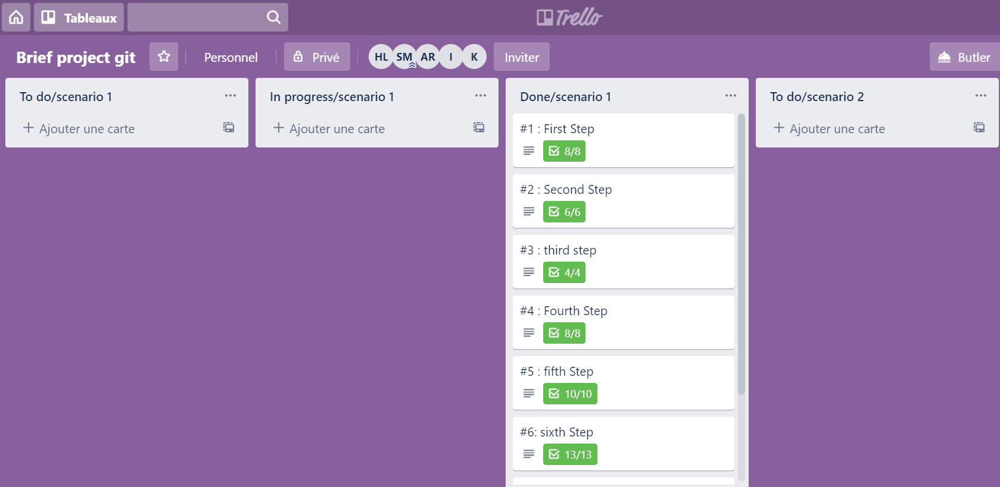 Tableaux
Trello
Brief project git
Personnel
Privé
HL SM AR I K
Inviter
Butler
To do/scenario 1
Ajouter une carte
In progress/scenario 1
Ajouter une carte
Done/scenario 1
#1 : First Step
8/8
#2 : Second Step
6/6
#3 : third step
4/4
#4 : Fourth Step
8/8
#5 : fifth Step
10/10
#6: sixth Step
13/13
To do/scenario 2
Ajouter une carte